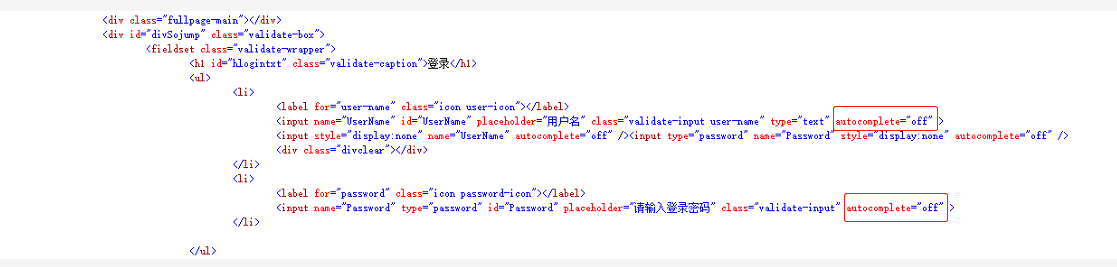 <div class="fullpage-main"></div>
<div id="divSojump" class="validate-box">
<fieldset class="validate-wrapper">
<h1 id="hlogintxt" class="validate-caption">登录</h1>
<ul>
<li>
<label for="user-name" class="icon user-icon"></label>
<input name="UserName" id="UserName" placeholder="用户名" class="validate-input user-name" type="text" autocomplete="off" >
<input style="display:none" name="UserName" autocomplete="off" /><input type="password" name="Password" style="display:none" autocomplete="off" />
<div class="divclear"></div>
</li>
<li>
<label for="password" class="icon password-icon"></label>
<input name="Password" type="password" id="Password" placeholder="请输入登录密码" class="validate-input" autocomplete="off" >
</li>
</ul>